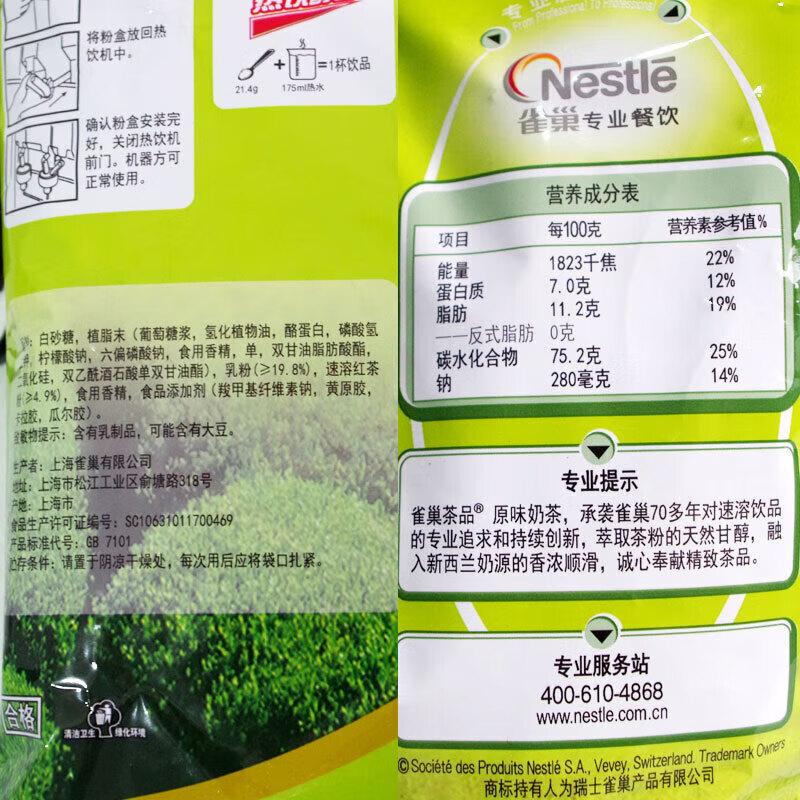 将粉盒放回热
饮机中。
确认粉盒安装完
好，关闭热饮机
前门。机器方可
正常使用。
21.4g
+
175ml热水
=1杯饮品
白砂糖，植脂末（葡萄糖浆，氢化植物油，酪蛋白，磷酸氢
柠檬酸钠，六偏磷酸钠，食用香精，单，双甘油脂肪酸酯，
氧化硅，双乙酰酒石酸单双甘油酯），乳粉(≥19.8%)，速溶红茶
(≥4.9%)，食用香精，食品添加剂（羧甲基纤维素钠，黄原胶，
卡拉胶，瓜尔胶）。
敏物提示：含有乳制品，可能含有大豆。
生产者：上海雀巢有限公司
地址：上海市松江工业区俞塘路318号
产地：上海市
食品生产许可证编号：SC10631011700469
产品标准代号：GB 7101
贮存条件：请置于阴凉干燥处，每次用后应将袋口扎紧。
合格
清洁卫生 绿化环境
专业
From Professional To Professional
Nestlé
雀巢专业餐饮
营养成分表
项目 每100克 营养素参考值%
能量 1823千焦 22%
蛋白质 7.0克 12%
脂肪 11.2克 19%
——反式脂肪 0克
碳水化合物 75.2克 25%
钠 280毫克 14%
专业提示
雀巢茶品® 原味奶茶，承袭雀巢70多年对速溶饮品
的专业追求和持续创新，萃取茶粉的天然甘醇，融
入新西兰奶源的香浓顺滑，诚心奉献精致茶品。
专业服务站
400-610-4868
www.nestle.com.cn
©Société des Produits Nestlé S.A., Vevey, Switzerland. Trademark Owners
商标持有人为瑞士雀巢产品有限公司